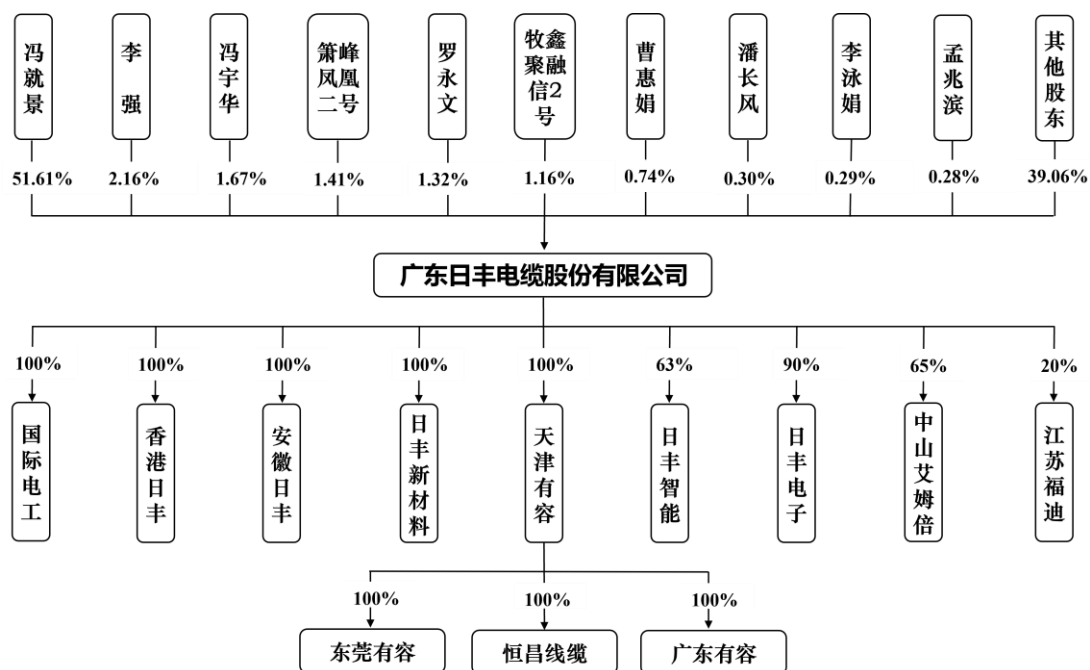 冯就景
李强
冯宇华
箫峰凤凰二号
罗永文
牧鑫聚融信2号
曹惠娟
潘长风
李泳娟
孟兆滨
其他股东
51.61%
2.16%
1.67%
1.41%
1.32%
1.16%
0.74%
0.30%
0.29%
0.28%
39.06%
广东日丰电缆股份有限公司
100%
100%
100%
100%
100%
63%
90%
65%
20%
国际电工
香港日丰
安徽日丰
日丰新材料
天津有容
日丰智能
日丰电子
中山艾姆倍
江苏福迪
100%
100%
100%
东莞有容
恒昌线缆
广东有容